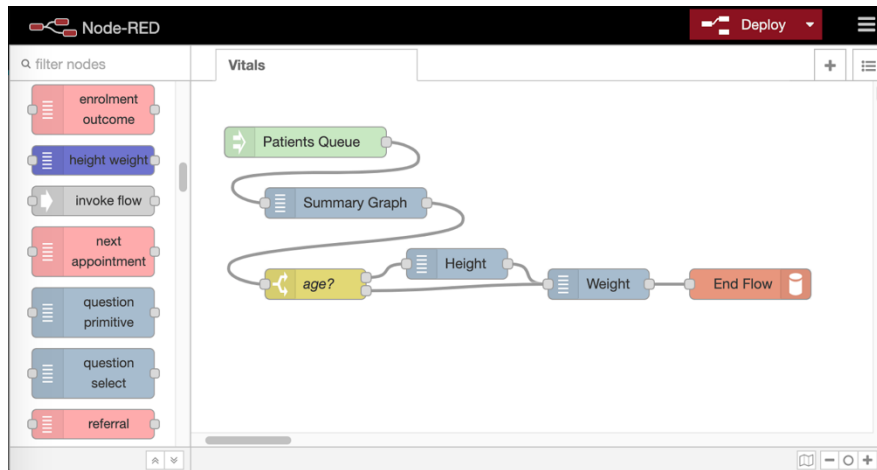 Node-RED
Deploy
filter nodes
Vitals
enrolment
outcome
height weight
invoke flow
next
appointment
question
primitive
question
select
referral
Patients Queue
Summary Graph
age?
Height
Weight
End Flow